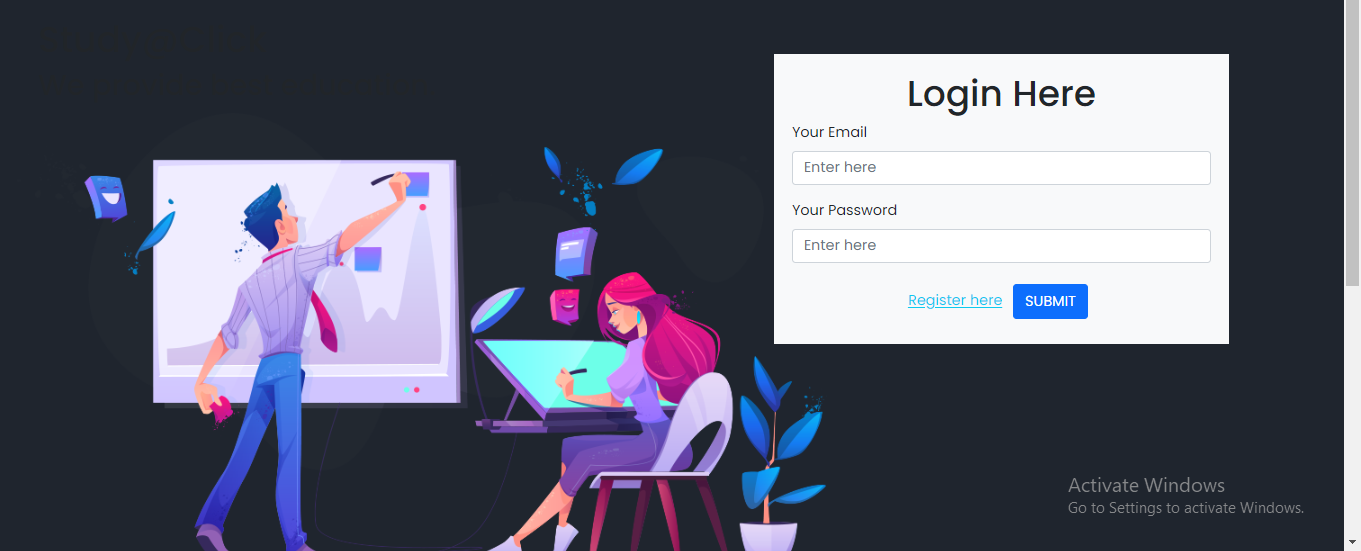 Login Here
Your Email
Enter here
Your Password
Enter here
Register here SUBMIT
Activate Windows
Go to Settings to activate Windows.